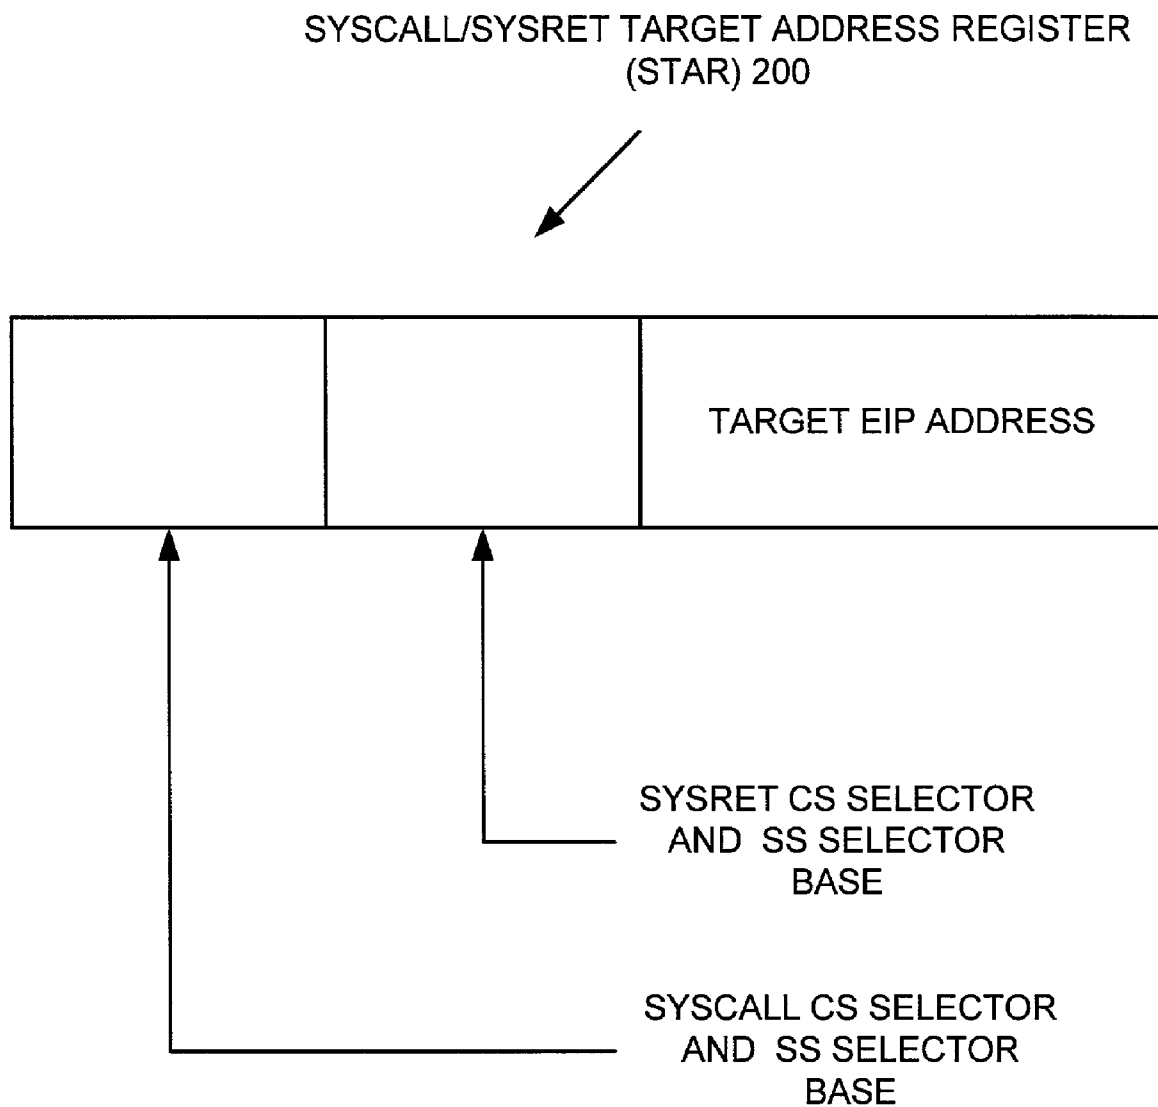 SYSCALL/SYSRET TARGET ADDRESS REGISTER
(STAR) 200
TARGET EIP ADDRESS
SYSRET CS SELECTOR
AND SS SELECTOR
BASE
SYSCALL CS SELECTOR
AND SS SELECTOR
BASE